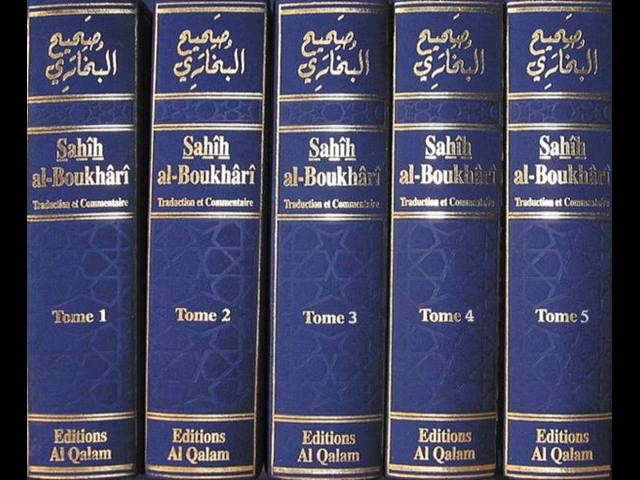 صحيح
البخاري
Sahîh
al-Boukhârî
Traduction et Commentaire
Tome 1
Editions
Al Qalam
صحيح
البخاري
Sahîh
al-Boukhârî
Traduction et Commentaire
Tome 2
Editions
Al Qalam
صحيح
البخاري
Sahîh
al-Boukhârî
Traduction et Commentaire
Tome 3
Editions
Al Qalam
صحيح
البخاري
Sahîh
al-Boukhârî
Traduction et Commentaire
Tome 4
Editions
Al Qalam
صحيح
البخاري
Sahîh
al-Boukhârî
Traduction et Commentaire
Tome 5
Editions
Al Qalam